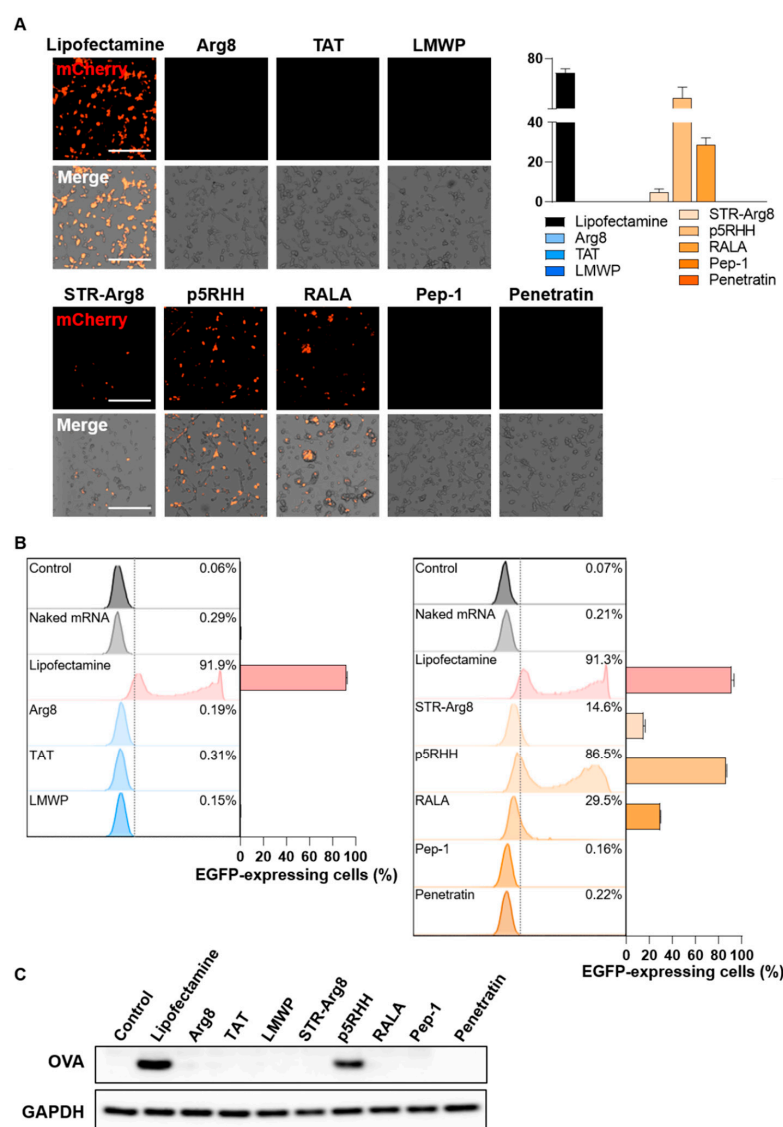 A
Lipofectamine Arg8 TAT LMWP
mCherry
Merge
80
40
20
0
Lipofectamine
Arg8
TAT
LMWP
STR-Arg8
p5RHH
RALA
Pep-1
Penetratin
STR-Arg8 p5RHH RALA Pep-1 Penetratin
mCherry
Merge
B
Control 0.06%
Naked mRNA 0.29%
Lipofectamine 91.9%
Arg8 0.19%
TAT 0.31%
LMWP 0.15%
0 20 40 60 80 100
EGFP-expressing cells (%)
Control 0.07%
Naked mRNA 0.21%
Lipofectamine 91.3%
STR-Arg8 14.6%
p5RHH 86.5%
RALA 29.5%
Pep-1 0.16%
Penetratin 0.22%
0 20 40 60 80 100
EGFP-expressing cells (%)
C
Control Lipofectamine Arg8 TAT LMWP STR-Arg8 p5RHH RALA Pep-1 Penetratin
OVA
GAPDH